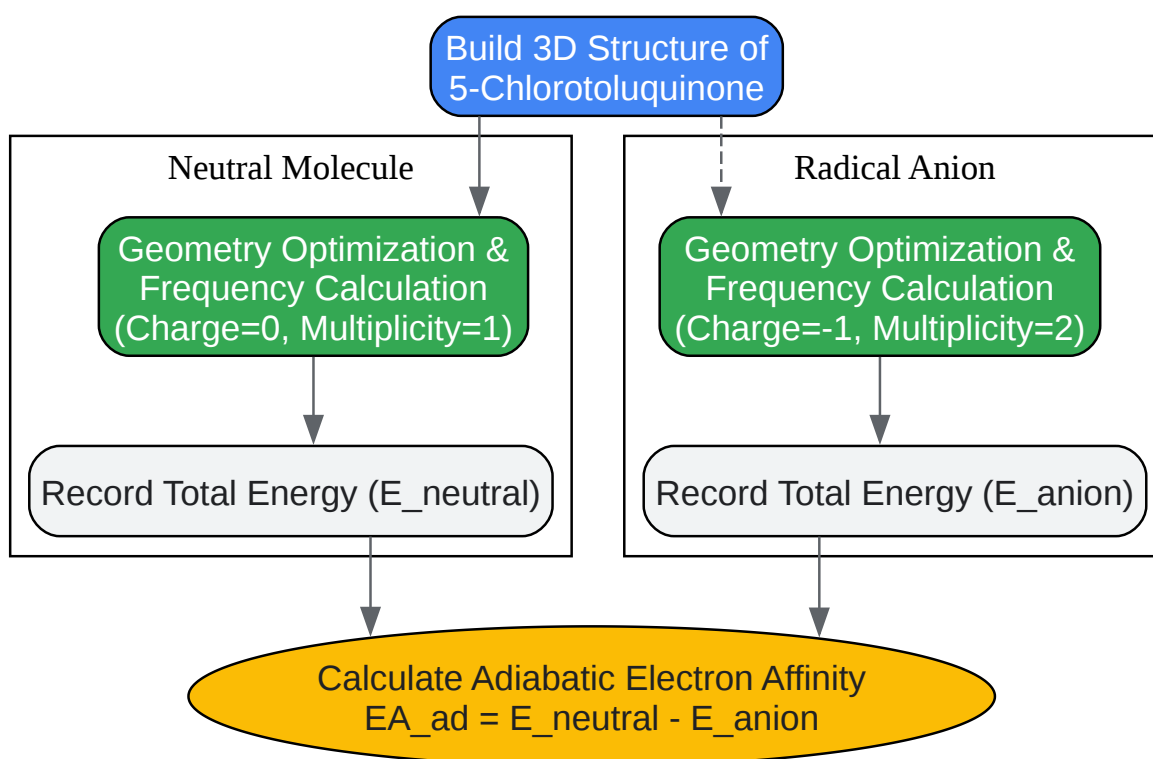 Build 3D Structure of
5-Chlorotoluquinone
Neutral Molecule
Geometry Optimization &
Frequency Calculation
(Charge=0, Multiplicity=1)
Record Total Energy (E_neutral)
Radical Anion
Geometry Optimization &
Frequency Calculation
(Charge=-1, Multiplicity=2)
Record Total Energy (E_anion)
Calculate Adiabatic Electron Affinity
EA_ad = E_neutral - E_anion